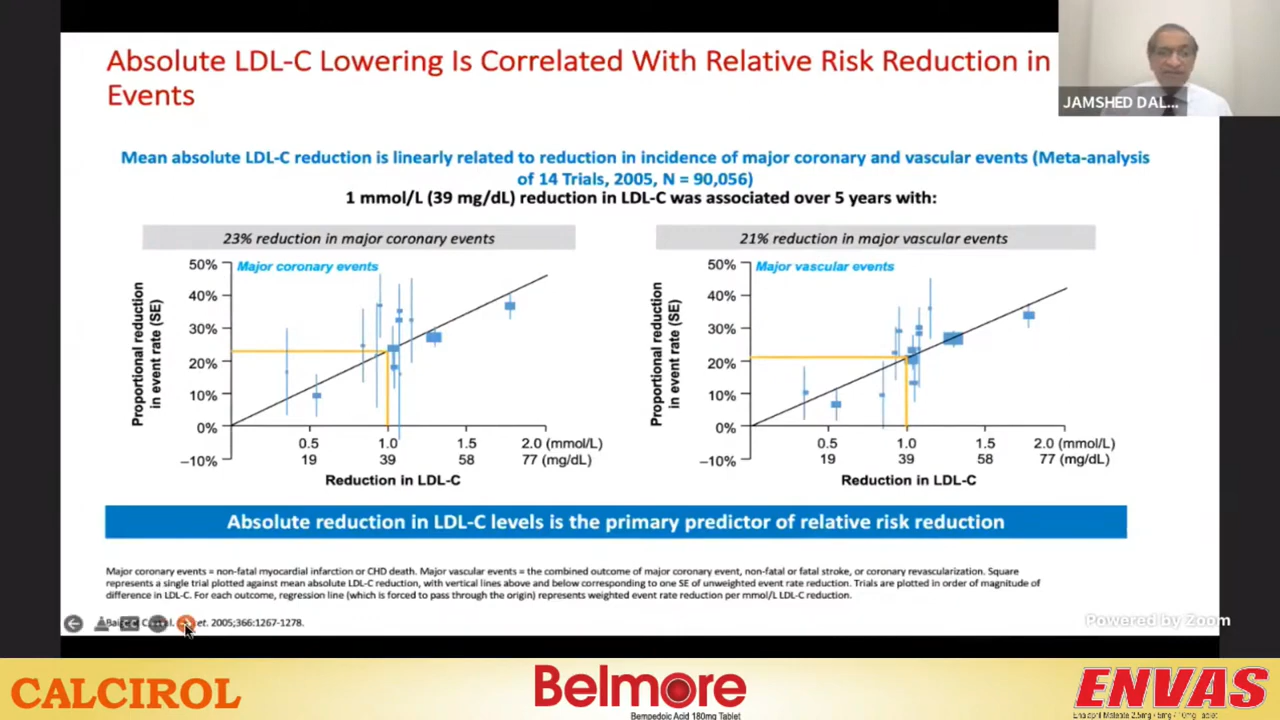 Absolute LDL-C Lowering Is Correlated With Relative Risk Reduction in
Events
JAMSHED DAL...
Mean absolute LDL-C reduction is linearly related to reduction in incidence of major coronary and vascular events (Meta-analysis
of 14 Trials, 2005, N = 90,056)
1 mmol/L (39 mg/dL) reduction in LDL-C was associated over 5 years with:
23% reduction in major coronary events
Major coronary events
Proportional reduction
in event rate (SE)
50%
40%
30%
20%
10%
0%
–10%
0.5 1.0 1.5 2.0 (mmol/L)
19 39 58 77 (mg/dL)
Reduction in LDL-C
21% reduction in major vascular events
Major vascular events
Proportional reduction
in event rate (SE)
50%
40%
30%
20%
10%
0%
–10%
0.5 1.0 1.5 2.0 (mmol/L)
19 39 58 77 (mg/dL)
Reduction in LDL-C
Absolute reduction in LDL-C levels is the primary predictor of relative risk reduction
Major coronary events = non-fatal myocardial infarction or CHD death. Major vascular events = the combined outcome of major coronary event, non-fatal or fatal stroke, or coronary revascularization. Square
represents a single trial plotted against mean absolute LDL-C reduction, with vertical lines above and below corresponding to one SE of unweighted event rate reduction. Trials are plotted in order of magnitude of
difference in LDL-C. For each outcome, regression line (which is forced to pass through the origin) represents weighted event rate reduction per mmol/L LDL-C reduction.
2005;366:1267-1278.
Powered by Zoom
CALCIROL
Belmore
Bempedoic Acid 180mg Tablet
ENVAS
Enalapril Maleate 2.5mg - 5mg - 10mg Tablet